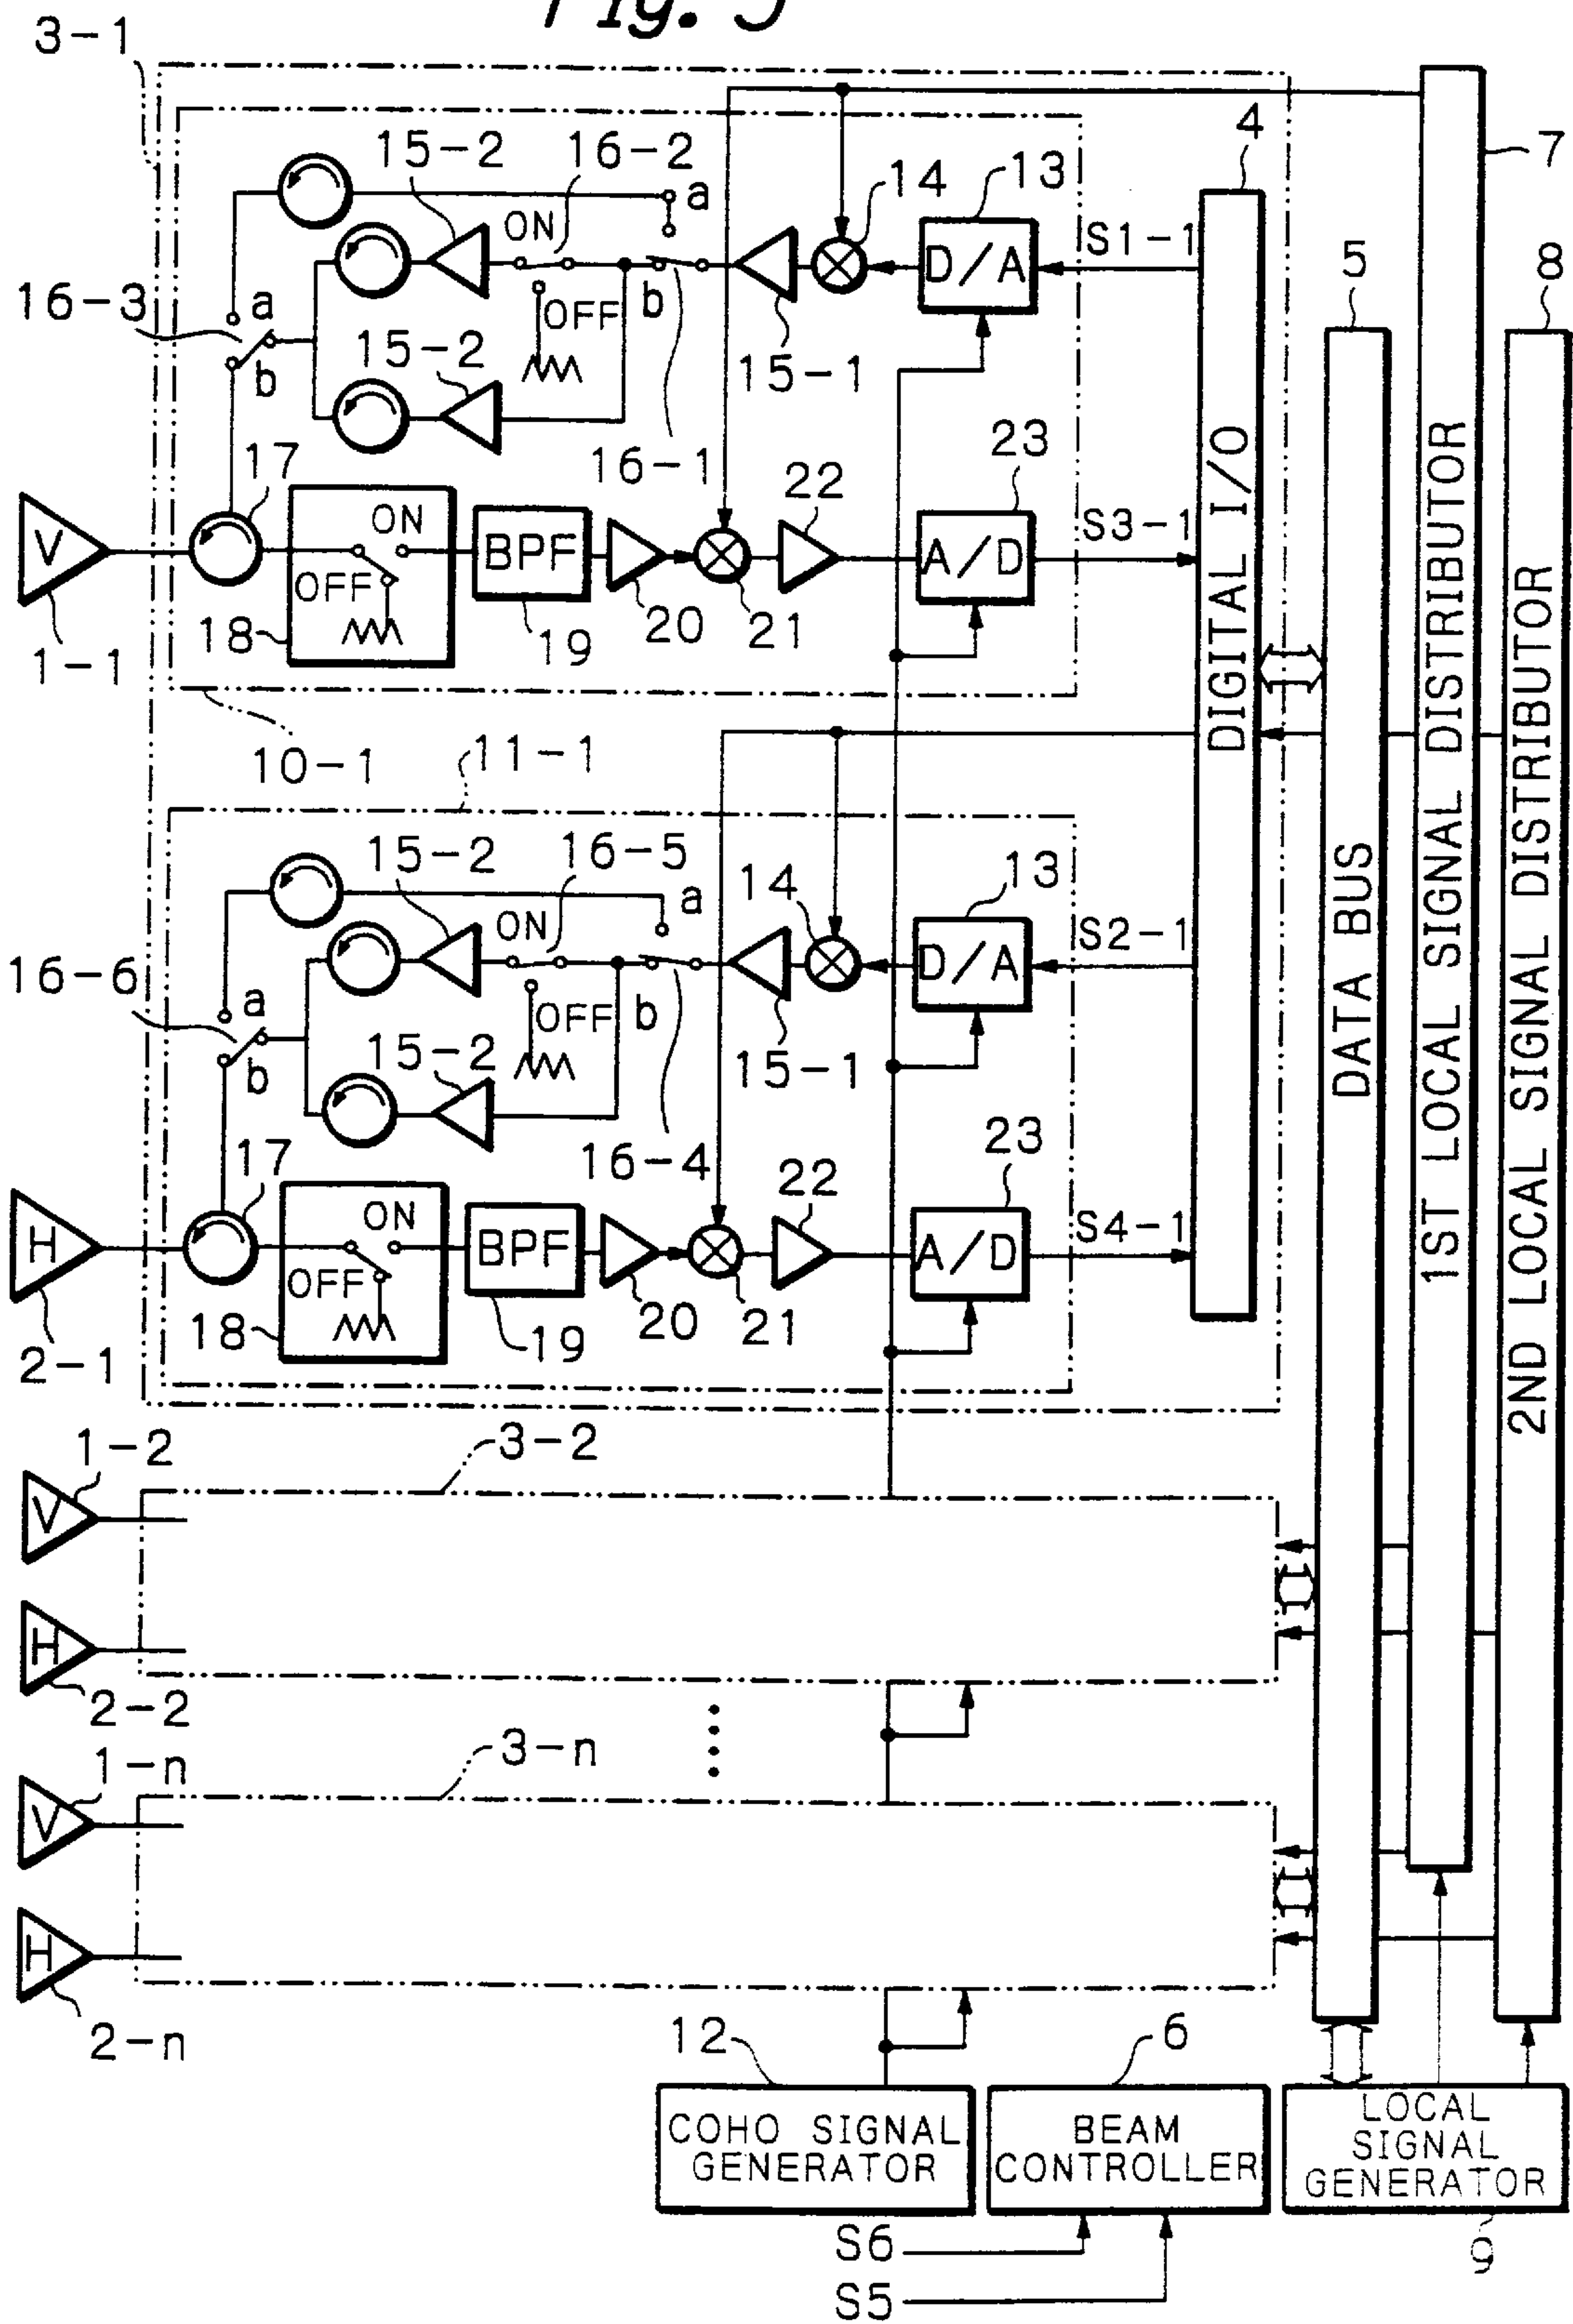 Fig. 5
3-1
15-2
16-2
14
13
4
7
a
ON
D/A
S1-1
5
8
16-3
a
OFF
b
15-2
15-1
b
16-1
17
22
23
S3-1
V
ON
OFF
BPF
A/D
18
19
20
21
1-1
DIGITAL I/O
10-1
11-1
DATA BUS
1ST LOCAL SIGNAL DISTRIBUTOR
2ND LOCAL SIGNAL DISTRIBUTOR
15-2
16-5
14
13
a
ON
D/A
S2-1
16-6
a
OFF
b
15-2
15-1
b
16-4
17
22
23
S4-1
H
ON
OFF
BPF
A/D
18
19
20
21
2-1
1-2
3-2
V
H
2-2
1-n
3-n
V
H
2-n
12
6
COHO SIGNAL
GENERATOR
BEAM
CONTROLLER
LOCAL
SIGNAL
GENERATOR
9
S6
S5